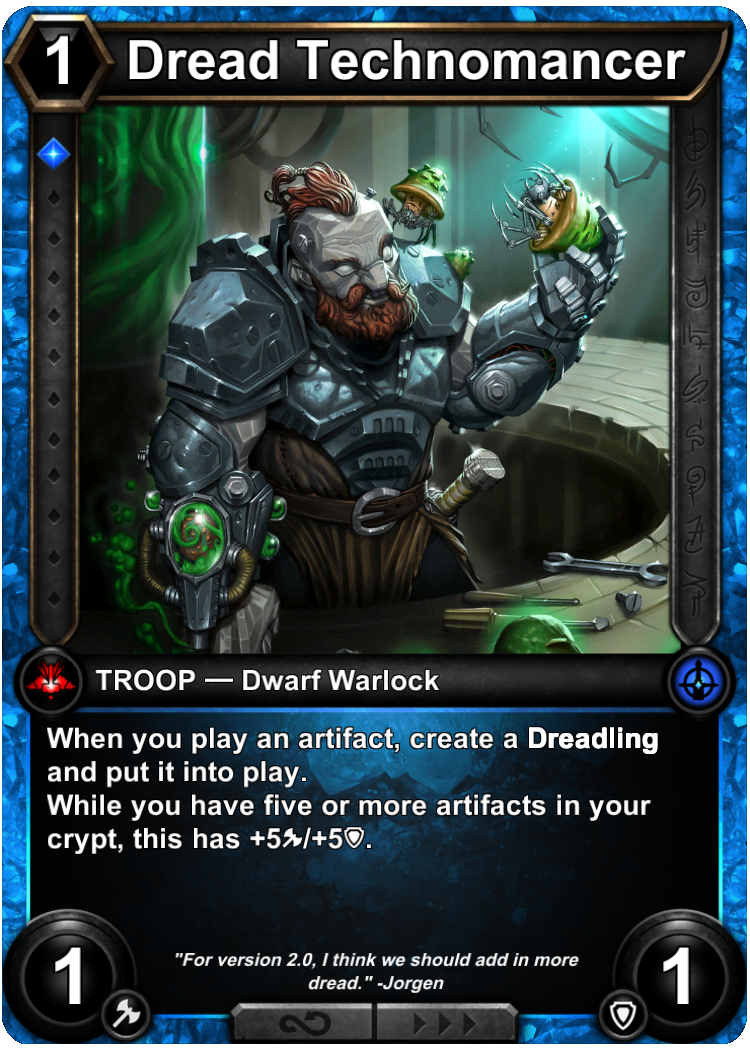 1 Dread Technomancer
TROOP — Dwarf Warlock
When you play an artifact, create a Dreadling
and put it into play.
While you have five or more artifacts in your
crypt, this has +5/+5.
"For version 2.0, I think we should add in more
dread." -Jorgen
1 1